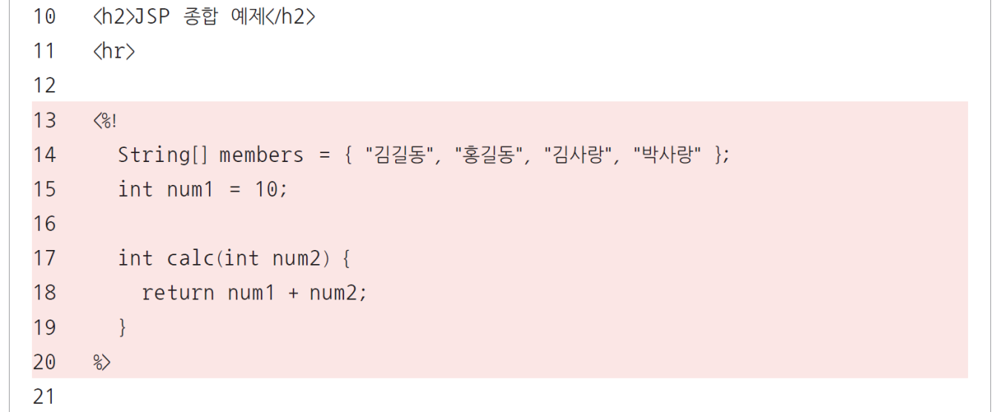 10 <h2>JSP 종합 예제</h2>
11 <hr>
12
13 <%!
14 String[] members = { "김길동", "홍길동", "김사랑", "박사랑" };
15 int num1 = 10;
16
17 int calc(int num2) {
18 return num1 + num2;
19 }
20 %>
21